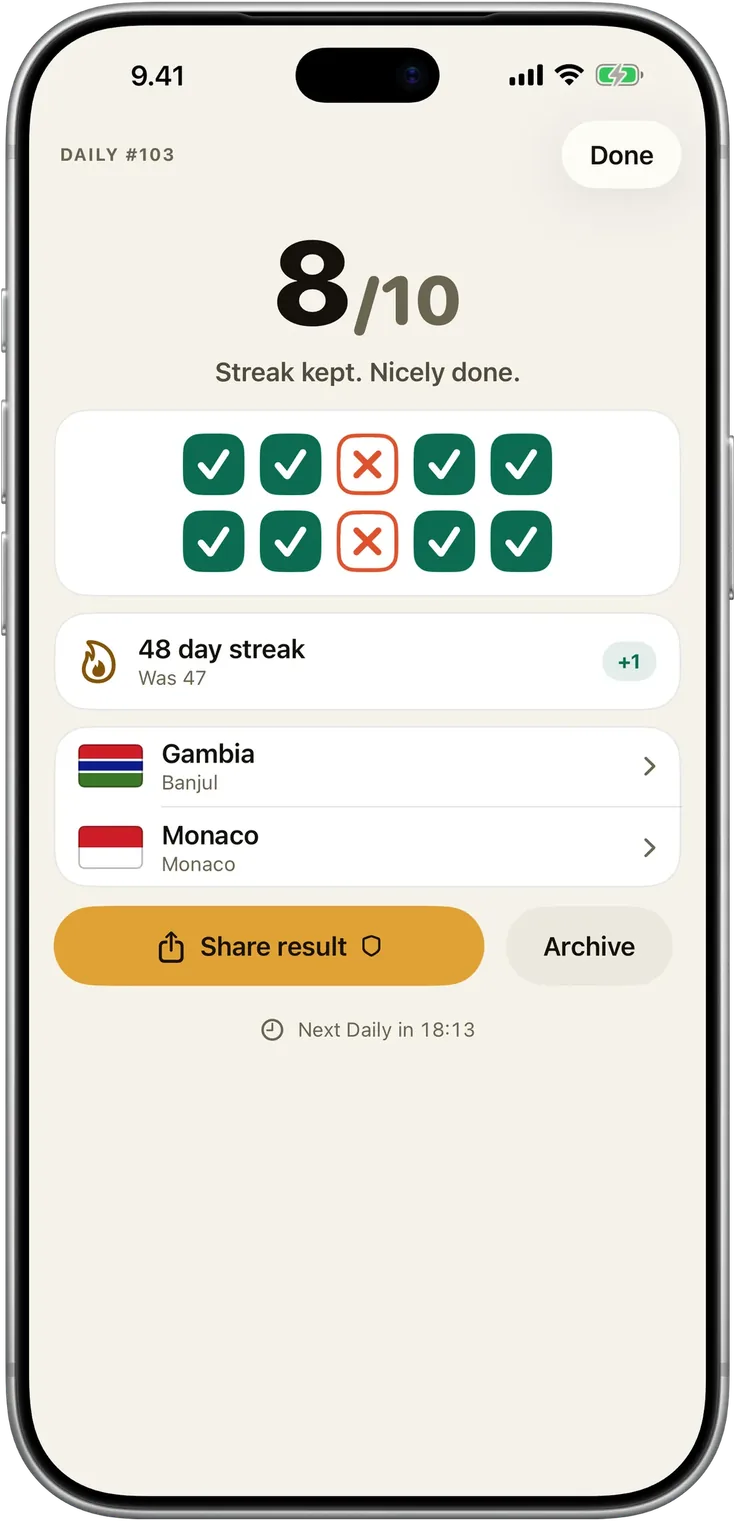 9.41
DAILY #103
Done
8/10
Streak kept. Nicely done.
48 day streak
Was 47
+1
Gambia
Banjul
Monaco
Monaco
Share result
Archive
Next Daily in 18:13